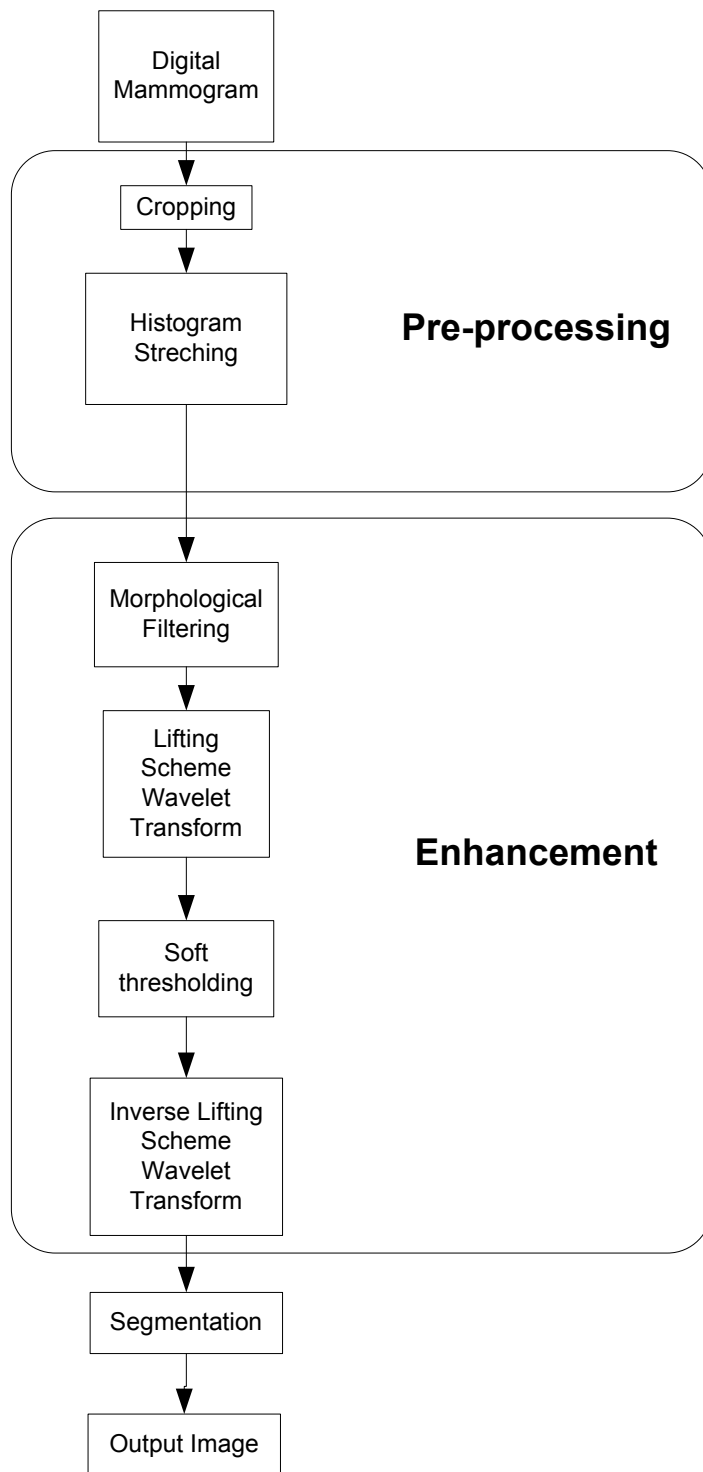 Digital
Mammogram
Cropping
Histogram
Streching
Pre-processing
Morphological
Filtering
Lifting
Scheme
Wavelet
Transform
Enhancement
Soft
thresholding
Inverse Lifting
Scheme
Wavelet
Transform
Segmentation
Output Image